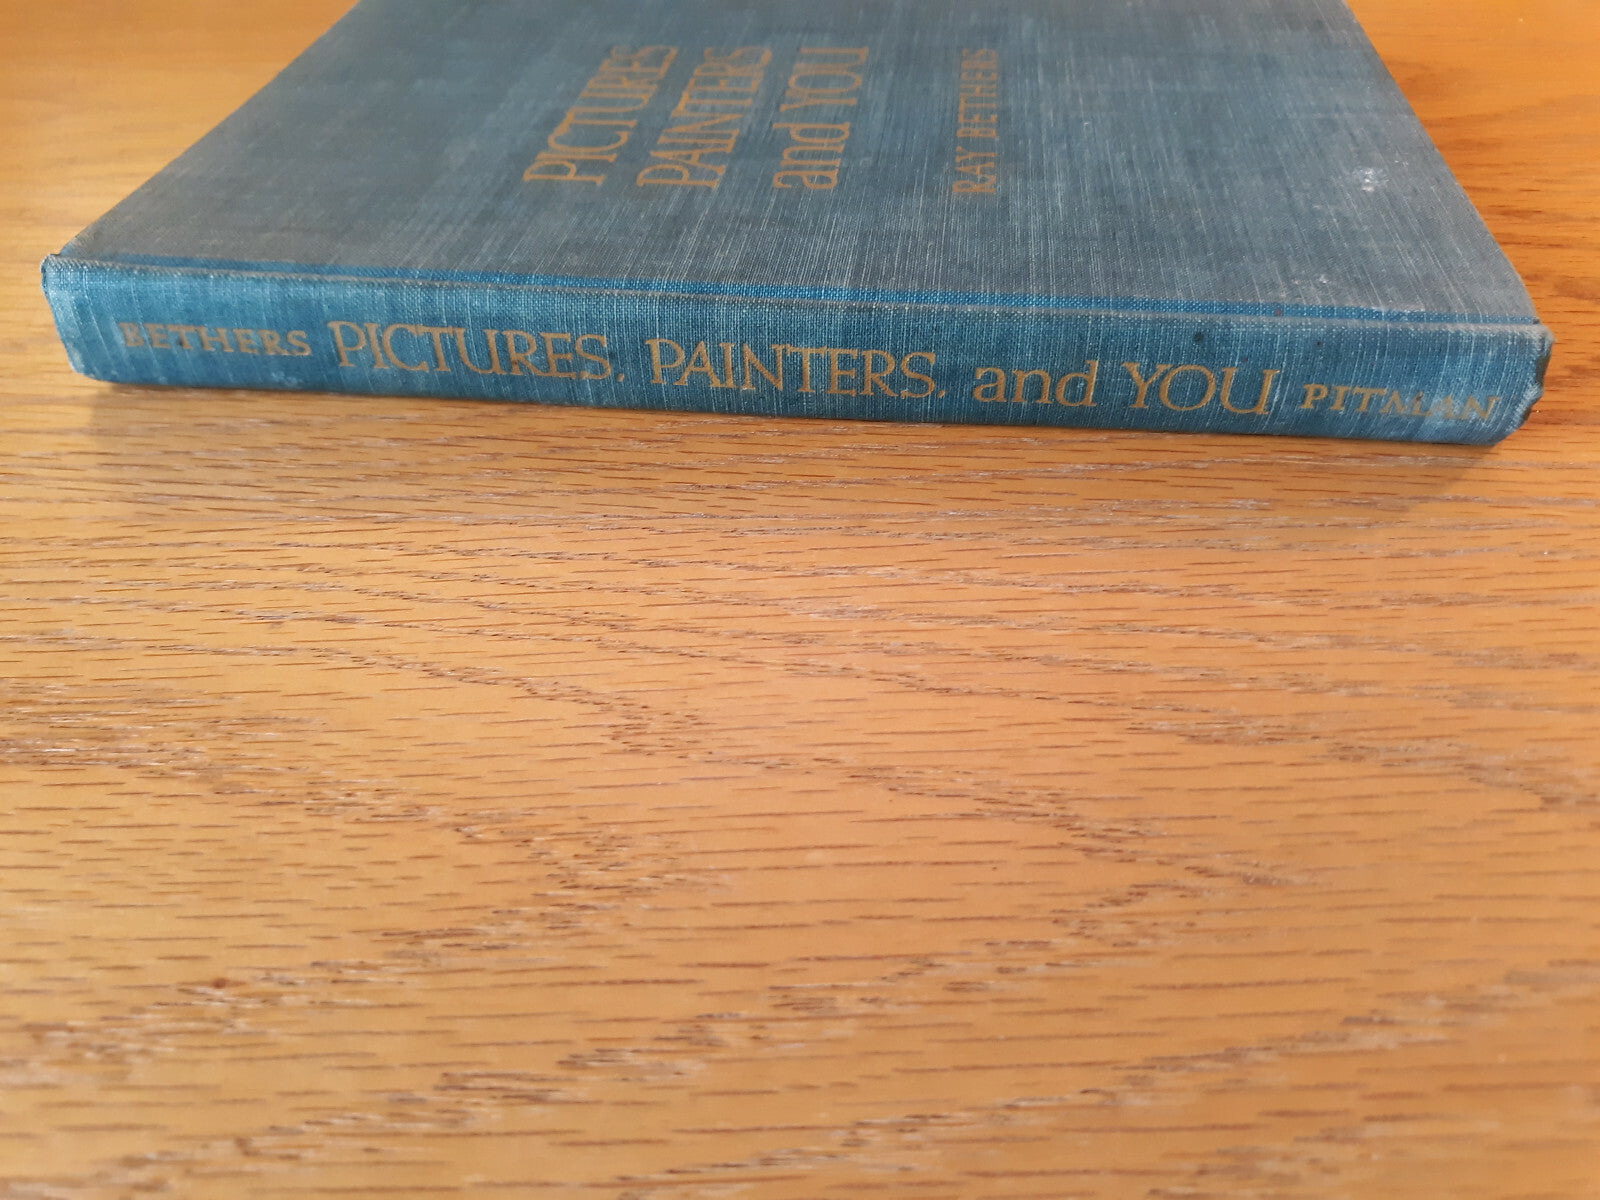 PICTURES
PAINTERS
and YOU
RAY BETHERS
BETHERS PICTURES, PAINTERS, and YOU PITMAN